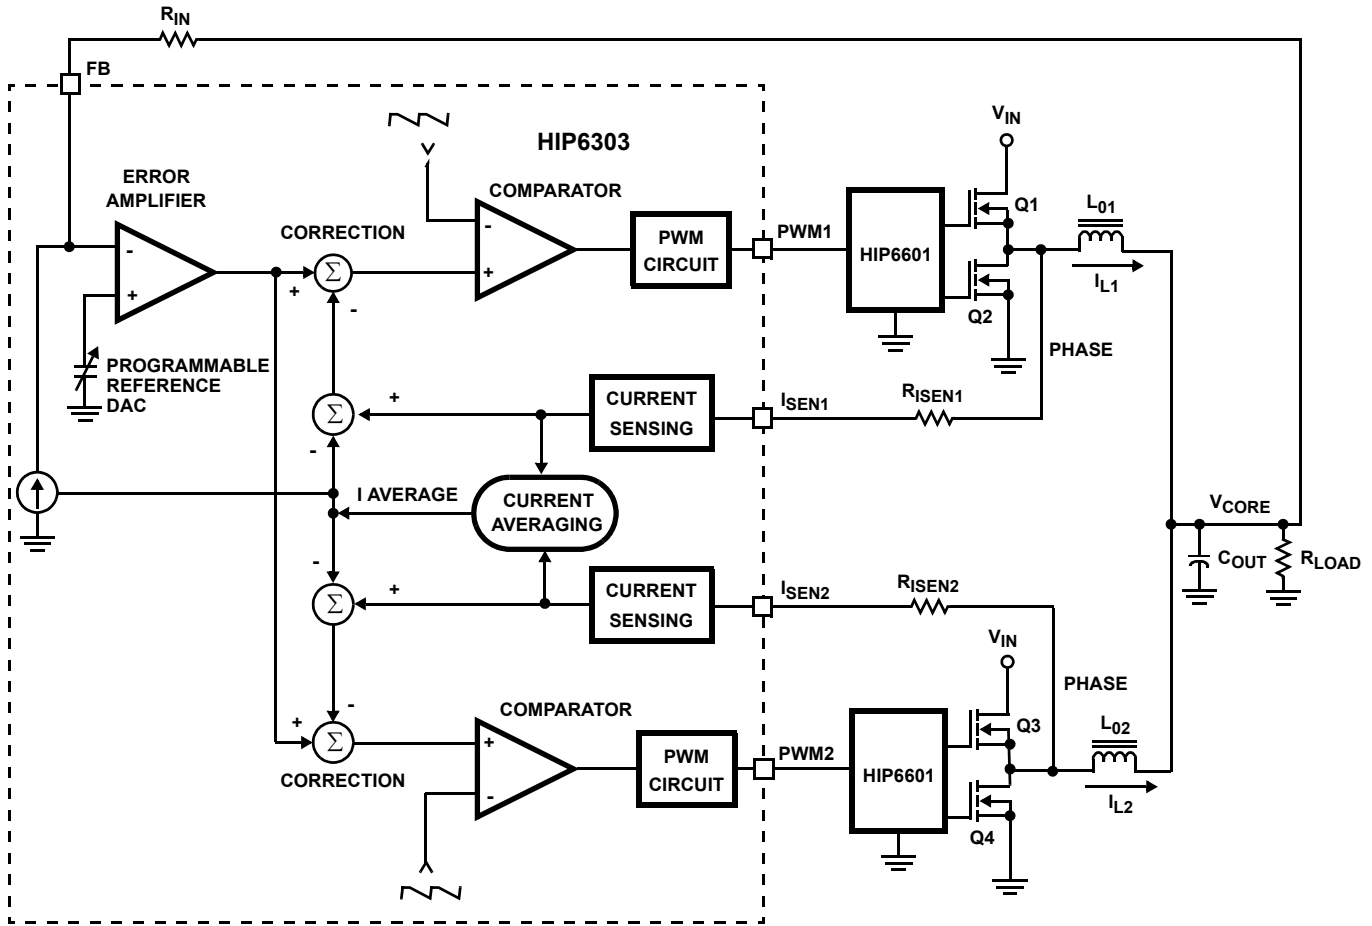 RIN
FB
HIP6303
VIN
ERROR
AMPLIFIER
COMPARATOR
CORRECTION
Q1
L01
-
-
PWM
CIRCUIT
PWM1
HIP6601
Σ
+
+
+
-
IL1
Q2
PHASE
PROGRAMMABLE
REFERENCE
DAC
CURRENT
SENSING
ISEN1
RISEN1
+
Σ
-
I AVERAGE
CURRENT
AVERAGING
VCORE
COUT
RLOAD
-
+
Σ
CURRENT
SENSING
ISEN2
RISEN2
VIN
PHASE
-
COMPARATOR
Q3
L02
+
Σ
+
PWM
CIRCUIT
PWM2
HIP6601
CORRECTION
-
IL2
Q4